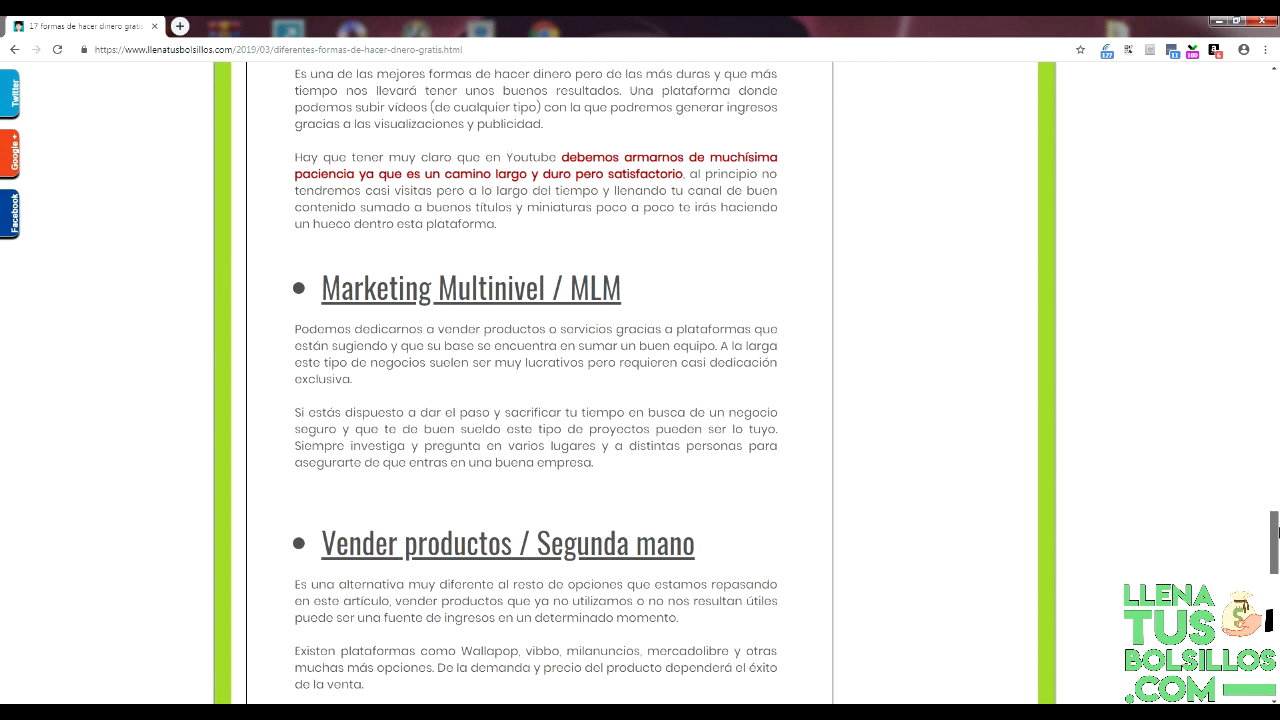 17 formas de hacer dinero gratis
https://www.llenatusbolsillos.com/2019/03/diferentes-formas-de-hacer-dnero-gratis.html
127
11
100
Twitter
Google +
Facebook
Es una de las mejores formas de hacer dinero pero de las más duras y que más
tiempo nos llevará tener unos buenos resultados. Una plataforma donde
podemos subir vídeos (de cualquier tipo) con la que podremos generar ingresos
gracias a las visualizaciones y publicidad.
Hay que tener muy claro que en Youtube debemos armarnos de muchísima
paciencia ya que es un camino largo y duro pero satisfactorio, al principio no
tendremos casi visitas pero a lo largo del tiempo y llenando tu canal de buen
contenido sumado a buenos títulos y miniaturas poco a poco te irás haciendo
un hueco dentro esta plataforma.
Marketing Multinivel / MLM
Podemos dedicarnos a vender productos o servicios gracias a plataformas que
están sugiendo y que su base se encuentra en sumar un buen equipo. A la larga
este tipo de negocios suelen ser muy lucrativos pero requieren casi dedicación
exclusiva.
Si estás dispuesto a dar el paso y sacrificar tu tiempo en busca de un negocio
seguro y que te de buen sueldo este tipo de proyectos pueden ser lo tuyo.
Siempre investiga y pregunta en varios lugares y a distintas personas para
asegurarte de que entras en una buena empresa.
Vender productos / Segunda mano
Es una alternativa muy diferente al resto de opciones que estamos repasando
en este artículo, vender productos que ya no utilizamos o no nos resultan útiles
puede ser una fuente de ingresos en un determinado momento.
Existen plataformas como Wallapop, vibbo, milanuncios, mercadolibre y otras
muchas más opciones. De la demanda y precio del producto dependerá el éxito
de la venta.
LLENA
TUS
BOLSILLOS
.COM